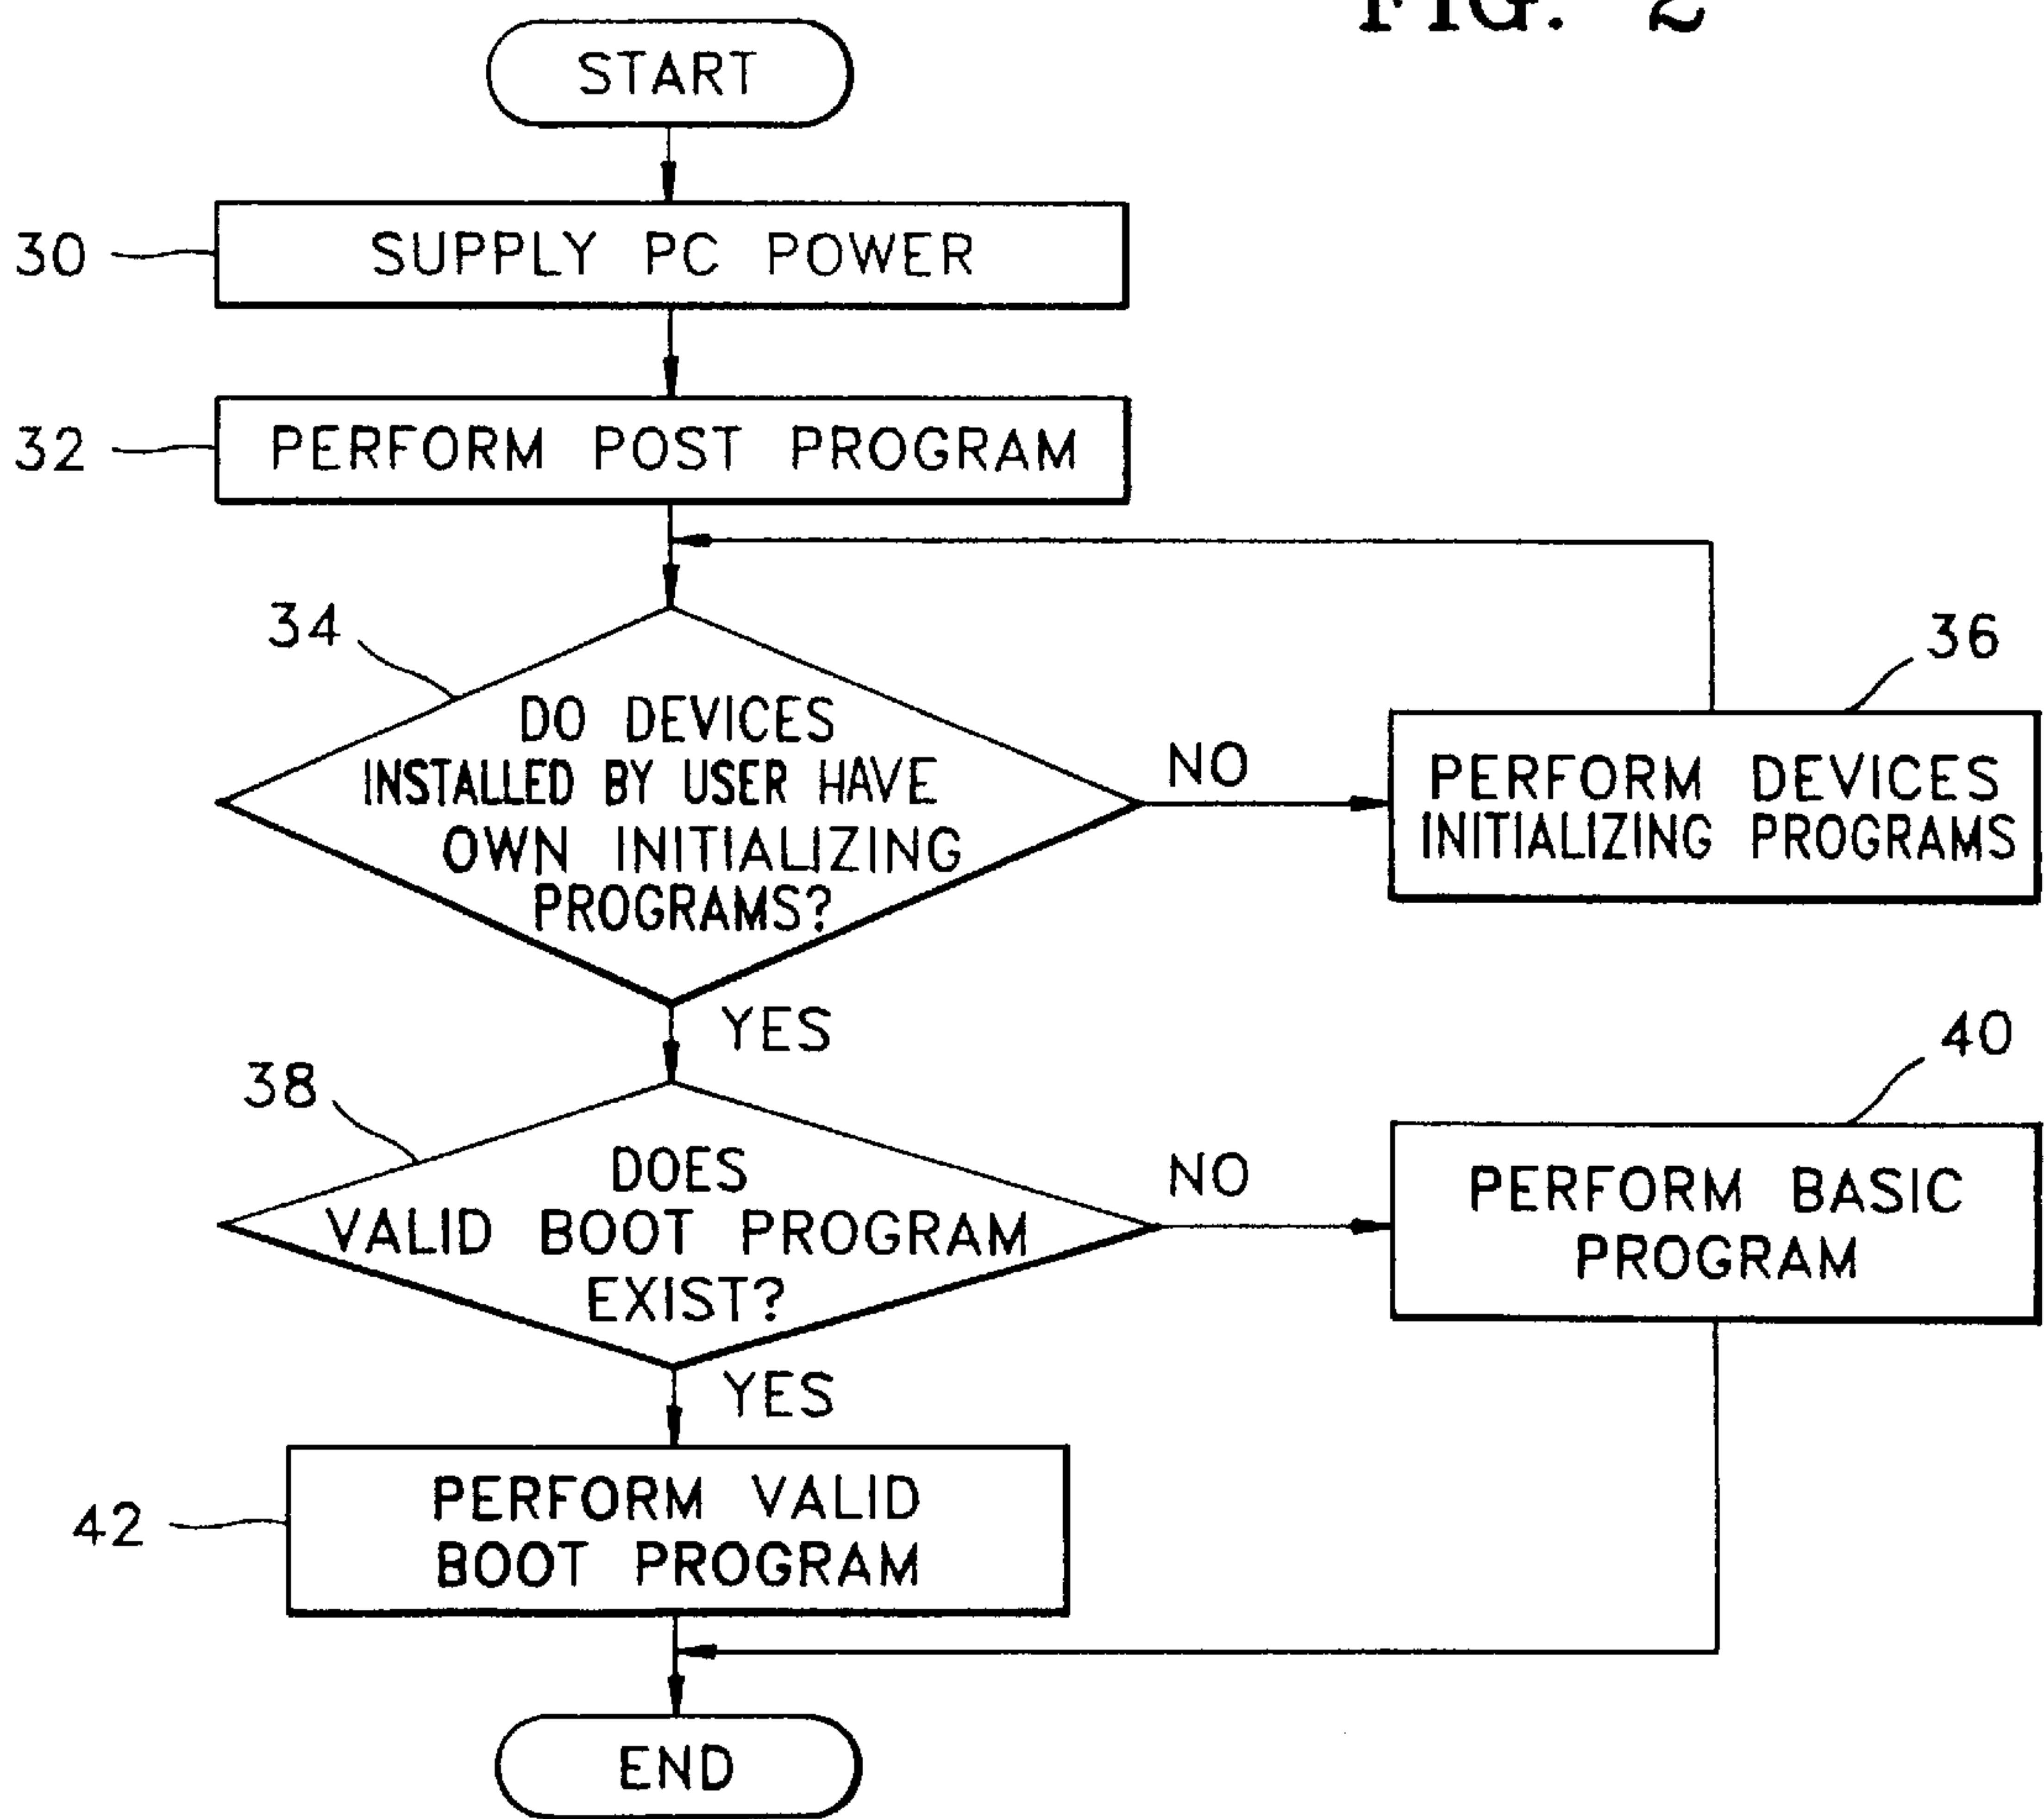 FIG. 2
START
30
SUPPLY PC POWER
32
PERFORM POST PROGRAM
34
DO DEVICES
INSTALLED BY USER HAVE
OWN INITIALIZING
PROGRAMS?
NO
36
PERFORM DEVICES
INITIALIZING PROGRAMS
YES
38
DOES
VALID BOOT PROGRAM
EXIST?
NO
40
PERFORM BASIC
PROGRAM
YES
42
PERFORM VALID
BOOT PROGRAM
END